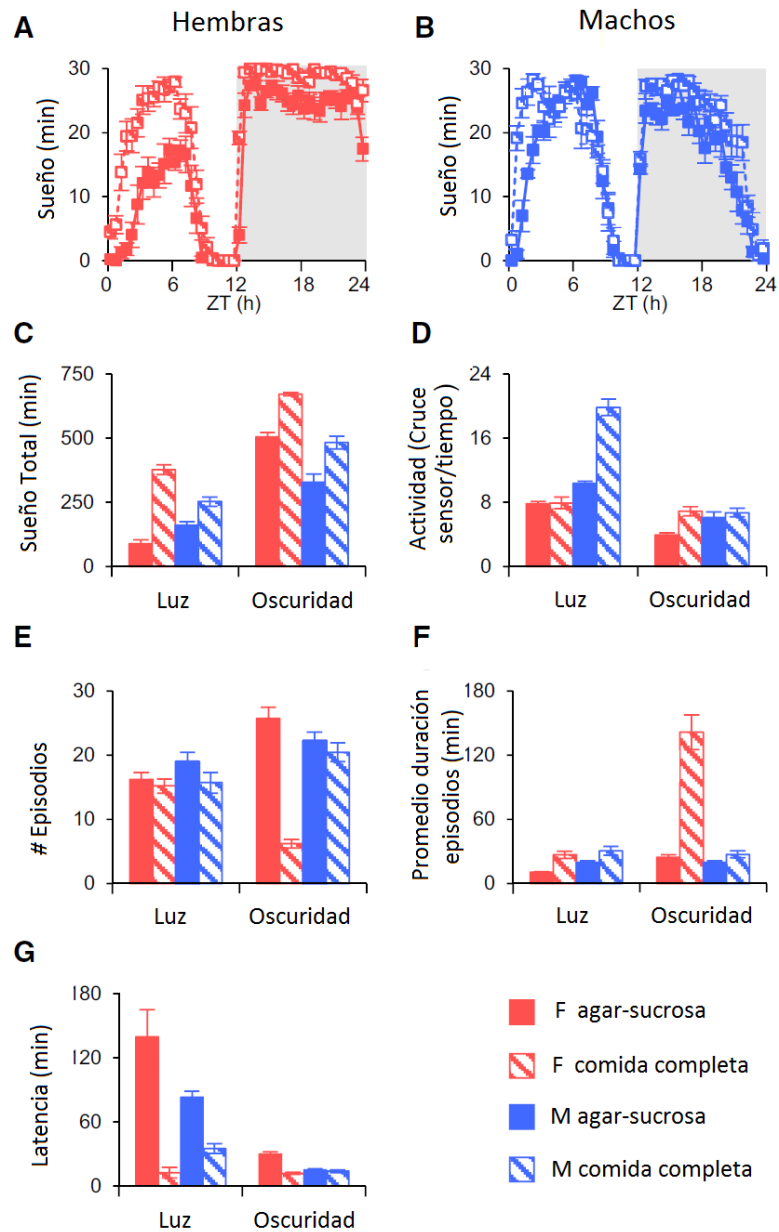 A
Hembras
B
Machos
Sueño (min)
30
20
10
0
0
6
12
18
24
ZT (h)
Sueño (min)
30
20
10
0
0
6
12
18
24
ZT (h)
C
Sueño Total (min)
750
500
250
0
Luz
Oscuridad
D
Actividad (Cruce
sensor/tiempo )
24
16
8
0
Luz
Oscuridad
E
# Episodios
30
20
10
0
Luz
Oscuridad
F
Promedio duración
episodios (min)
180
120
60
0
Luz
Oscuridad
G
Latencia (min)
180
120
60
0
Luz
Oscuridad
F agar-sucrosa
F comida completa
M agar-sucrosa
M comida completa